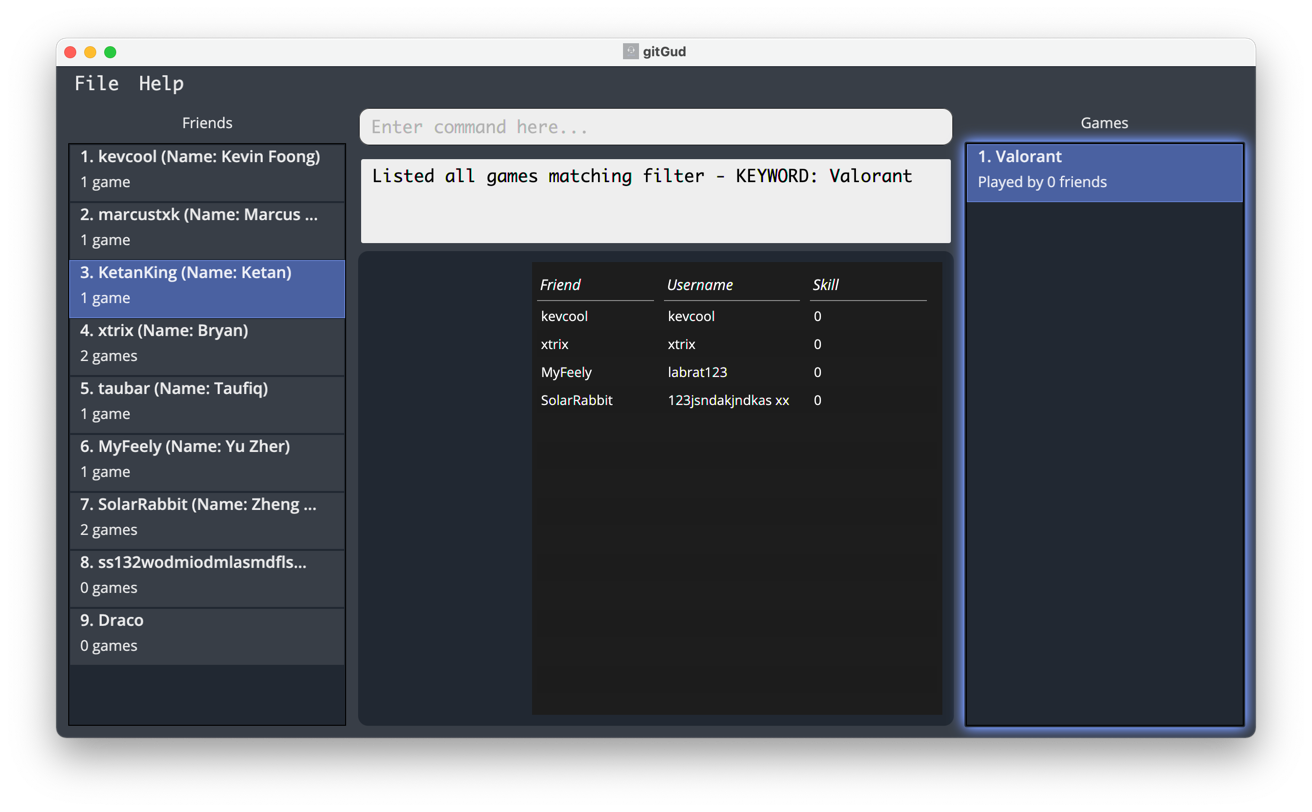 gitGud
File Help
Friends
1. kevcool (Name: Kevin Foong)
1 game
2. marcustxk (Name: Marcus ...
1 game
3. KetanKing (Name: Ketan)
1 game
4. xtrix (Name: Bryan)
2 games
5. taubar (Name: Taufiq)
1 game
6. MyFeely (Name: Yu Zher)
1 game
7. SolarRabbit (Name: Zheng ...
2 games
8. ss132wodmiodmlasmdfls...
0 games
9. Draco
0 games
Enter command here...
Listed all games matching filter - KEYWORD: Valorant
Friend Username Skill
kevcool kevcool 0
xtrix xtrix 0
MyFeely labrat123 0
SolarRabbit 123jsndakjndkas xx 0
Games
1. Valorant
Played by 0 friends